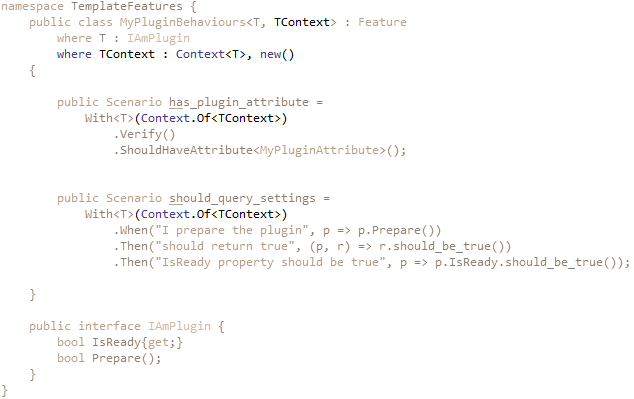 namespace TemplateFeatures {
public class MyPluginBehaviours<T, TContext> : Feature
where T : IAmPlugin
where TContext : Context<T>, new()
{
public Scenario has_plugin_attribute =
With<T>(Context.Of<TContext>)
.Verify()
.ShouldHaveAttribute<MyPluginAttribute>();
public Scenario should_query_settings =
With<T>(Context.Of<TContext>)
.When("I prepare the plugin", p => p.Prepare())
.Then("should return true", (p, r) => r.should_be_true())
.Then("IsReady property should be true", p => p.IsReady.should_be_true());
}
public interface IAmPlugin {
bool IsReady{get;}
bool Prepare();
}
}